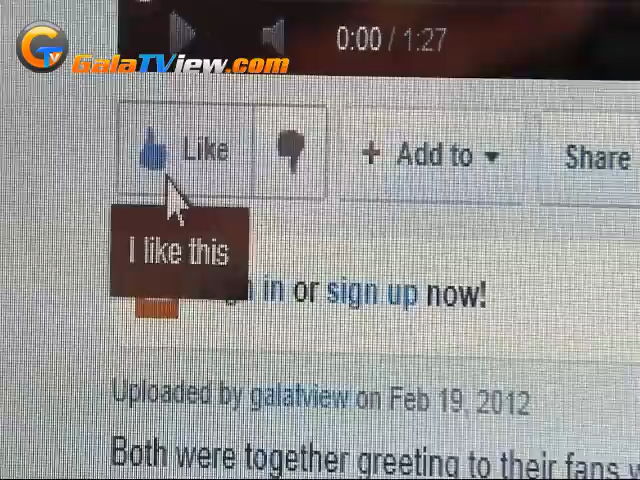 GalaTView.com
0:00 / 1:27
Like
+ Add to
Share
I like this
in or sign up now!
Uploaded by galatview on Feb 19, 2012
Both were together greeting to their fans